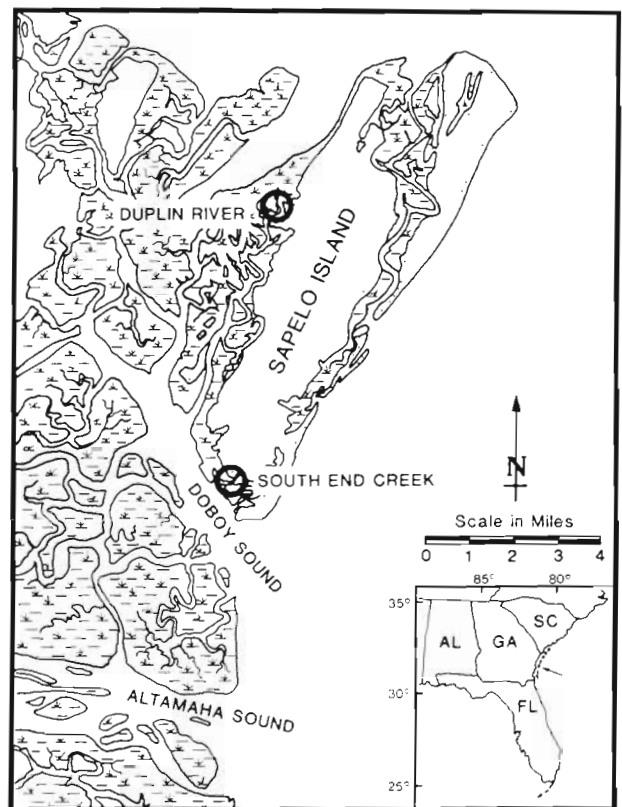 DUPLIN RIVER
SAPELO ISLAND
SOUTH END CREEK
DOBOY SOUND
N
Scale in Miles
0 1 2 3 4
85° 80°
35°
SC
AL GA
30°
FL
25°
ALTAMAHA SOUND